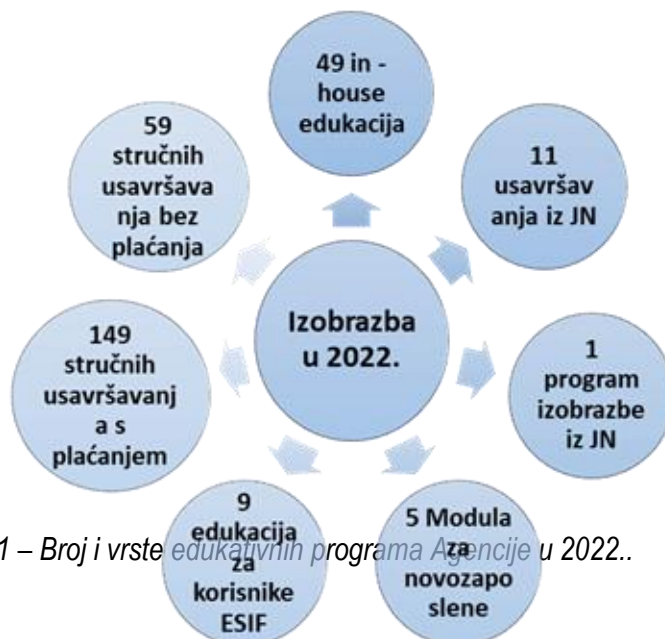 49 in -
house
edukacija
11
usavršav
anja iz JN
1
program
izobrazbe
iz JN
5 Modula
za
novozapo
slene
9
edukacija
za
korisnike
ESIF
149
stručnih
usavršavanj
a s
plaćanjem
59
stručnih
usavršava
nja bez
plaćanja
Izobrazba
u 2022.
1 – Broj i vrste edukativnih programa Agencije u 2022..